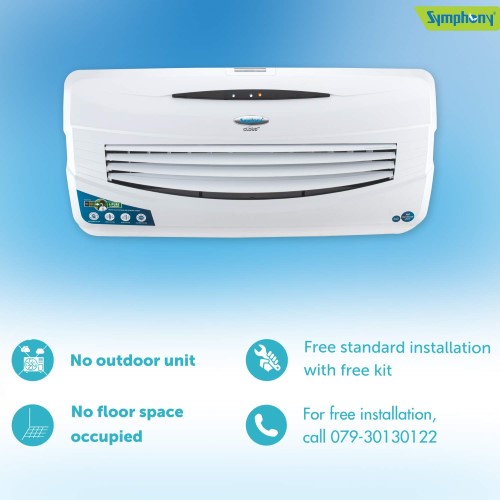 Symphony
CLOUD
No outdoor unit
Free standard installation
with free kit
No floor space
occupied
For free installation,
call 079-30130122